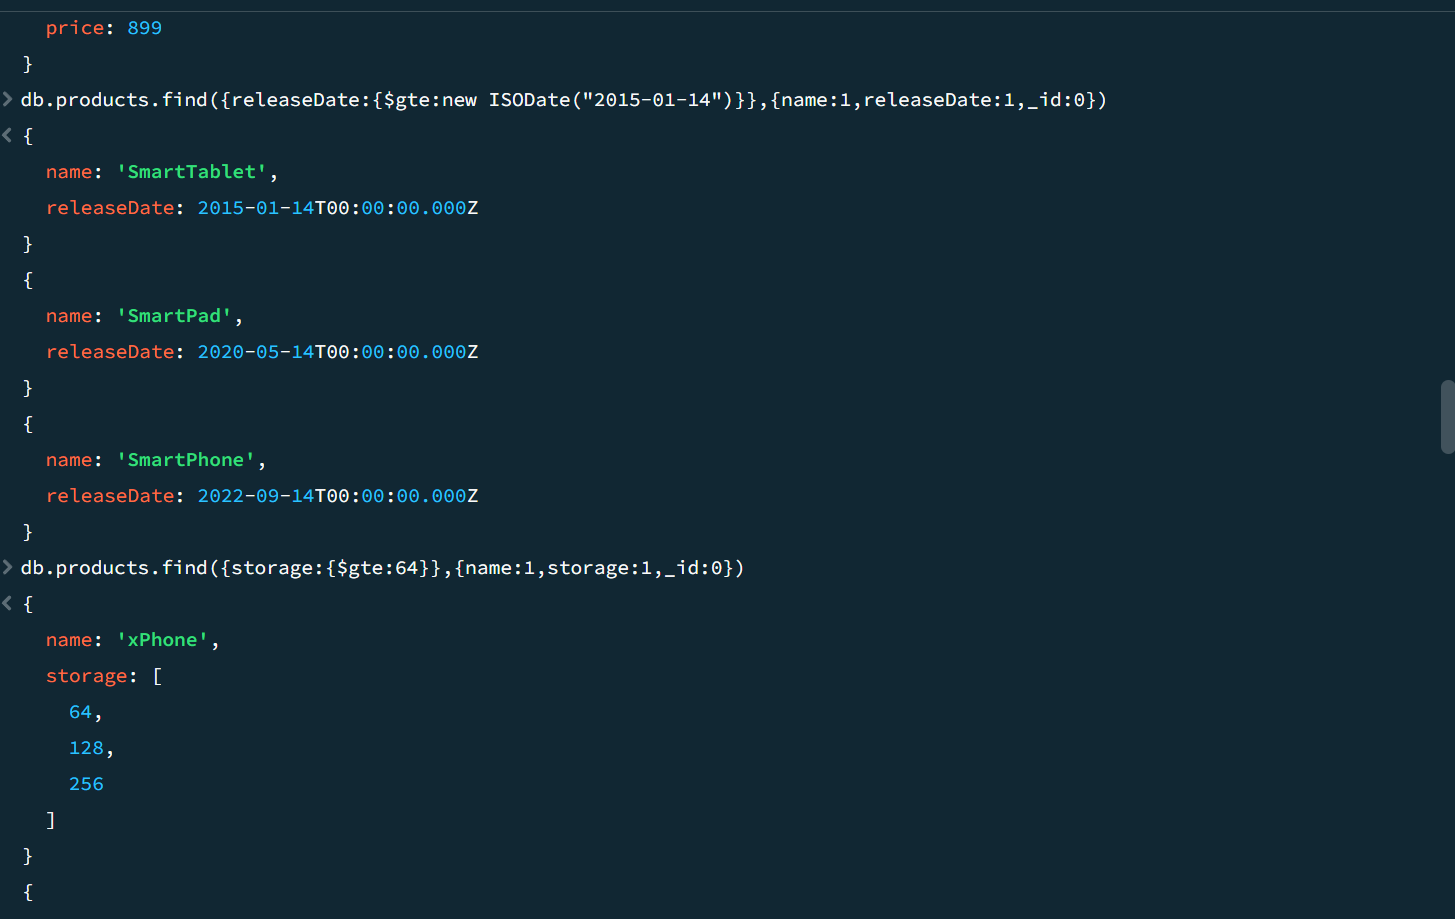 price: 899
}
> db.products.find({releaseDate:{$gte:new ISODate("2015-01-14")}},{name:1,releaseDate:1,_id:0})
< {
name: 'SmartTablet',
releaseDate: 2015-01-14T00:00:00.000Z
}
{
name: 'SmartPad',
releaseDate: 2020-05-14T00:00:00.000Z
}
{
name: 'SmartPhone',
releaseDate: 2022-09-14T00:00:00.000Z
}
> db.products.find({storage:{$gte:64}},{name:1,storage:1,_id:0})
< {
name: 'xPhone',
storage: [
64,
128,
256
]
}
{